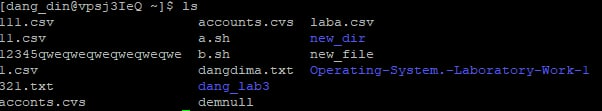 [dang_din@vpsj3IeQ ~]$ ls
111.csv accounts.cvs laba.csv
11.csv a.sh new_dir
12345qweqweqweqweqweqwe b.sh new_file
1.csv dangdima.txt Operating-System.-Laboratory-Work-1
321.txt dang_lab3
acconts.cvs demnull